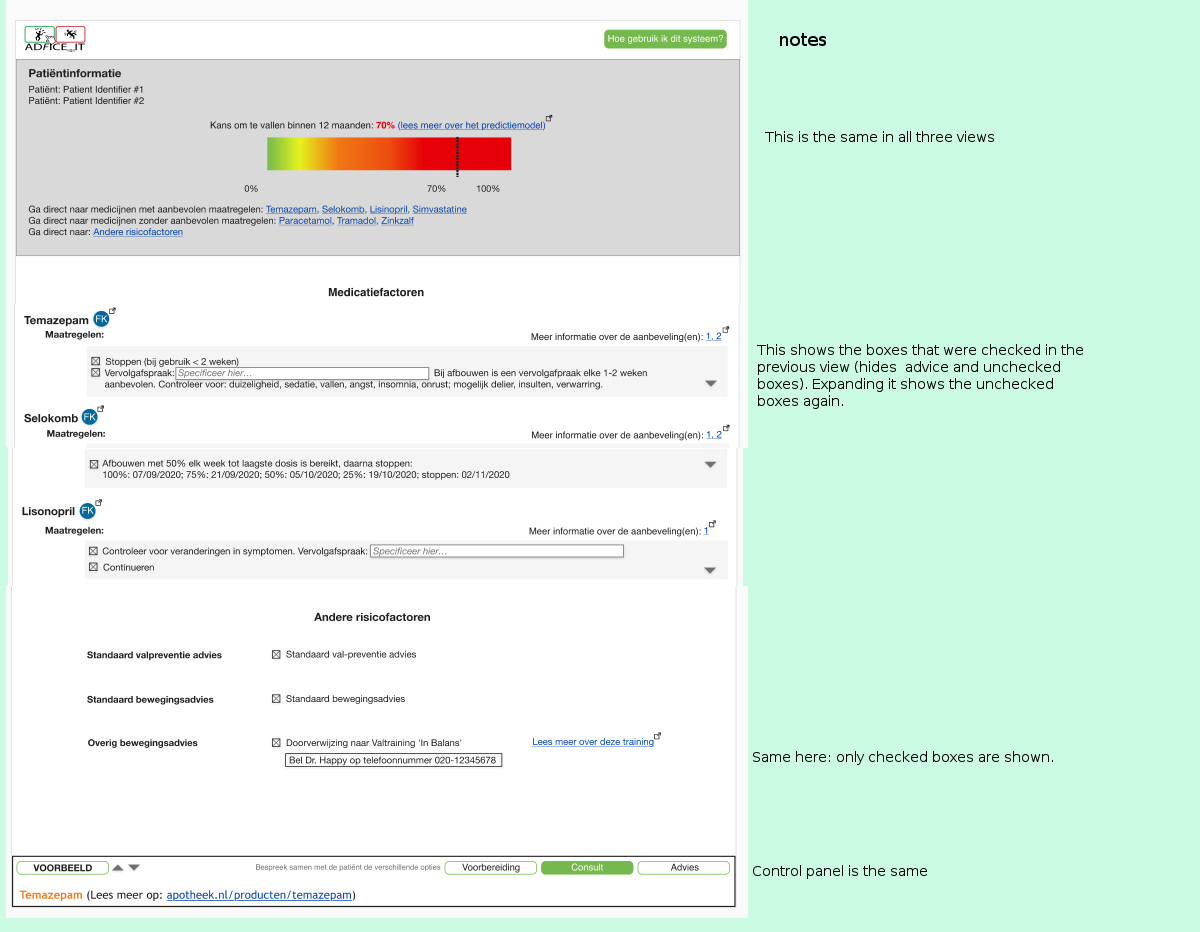 ADFICE_IT
Hoe gebruik ik dit systeem?
notes
Patiëntinformatie
Patiënt: Patient Identifier #1
Patiënt: Patient Identifier #2
Kans om te vallen binnen 12 maanden: 70% (lees meer over het predictiemodel)
This is the same in all three views
0% 70% 100%
Ga direct naar medicijnen met aanbevolen maatregelen: Temazepam, Selokomb, Lisinopril, Simvastatine
Ga direct naar medicijnen zonder aanbevolen maatregelen: Paracetamol, Tramadol, Zinkzalf
Ga direct naar: Andere risicofactoren
Medicatiefactoren
Temazepam FK
Maatregelen:
Meer informatie over de aanbeveling(en): 1, 2
Stoppen (bij gebruik < 2 weken)
Vervolgafspraak: Specificeer hier... Bij afbouwen is een vervolgafpraak elke 1-2 weken
aanbevolen. Controleer voor: duizeligheid, sedatie, vallen, angst, insomnia, onrust; mogelijk delier, insulten, verwarring.
This shows the boxes that were checked in the
previous view (hides  advice and unchecked
boxes). Expanding it shows the unchecked
boxes again.
Selokomb FK
Maatregelen:
Meer informatie over de aanbeveling(en): 1, 2
Afbouwen met 50% elk week tot laagste dosis is bereikt, daarna stoppen:
100%: 07/09/2020; 75%: 21/09/2020; 50%: 05/10/2020; 25%: 19/10/2020; stoppen: 02/11/2020
Lisonopril FK
Maatregelen:
Meer informatie over de aanbeveling(en): 1
Controleer voor veranderingen in symptomen. Vervolgafspraak: Specificeer hier...
Continueren
Andere risicofactoren
Standaard valpreventie advies
Standaard val-preventie advies
Standaard bewegingsadvies
Standaard bewegingsadvies
Overig bewegingsadvies
Doorverwijzing naar Valtraining 'In Balans'
Lees meer over deze training
Bel Dr. Happy op telefoonnummer 020-12345678
Same here: only checked boxes are shown.
VOORBEELD
Bespreek samen met de patiënt de verschillende opties
Voorbereiding
Consult
Advies
Control panel is the same
Temazepam (Lees meer op: apotheek.nl/producten/temazepam)